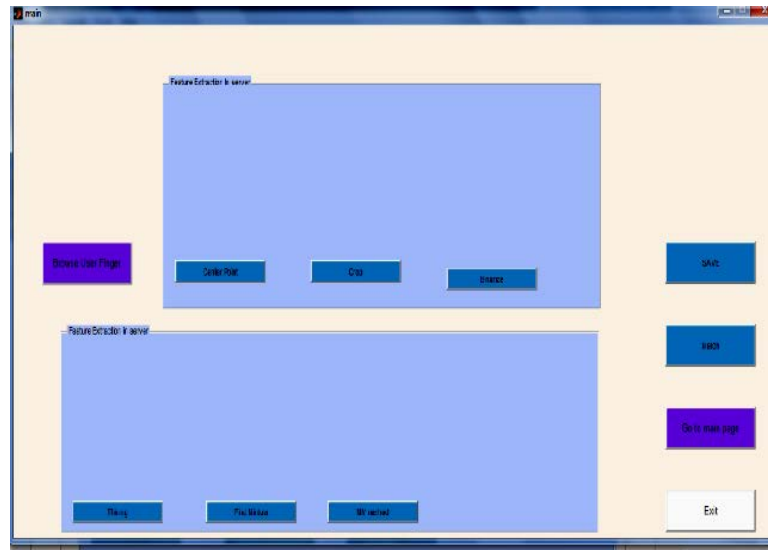 main
Feature Extraction in server
Browse User Finger
Center Point
Crop
Enhance
SAVE
Feature Extraction in server
Match
Go to main page
Thining
Find Minutiae
Exit